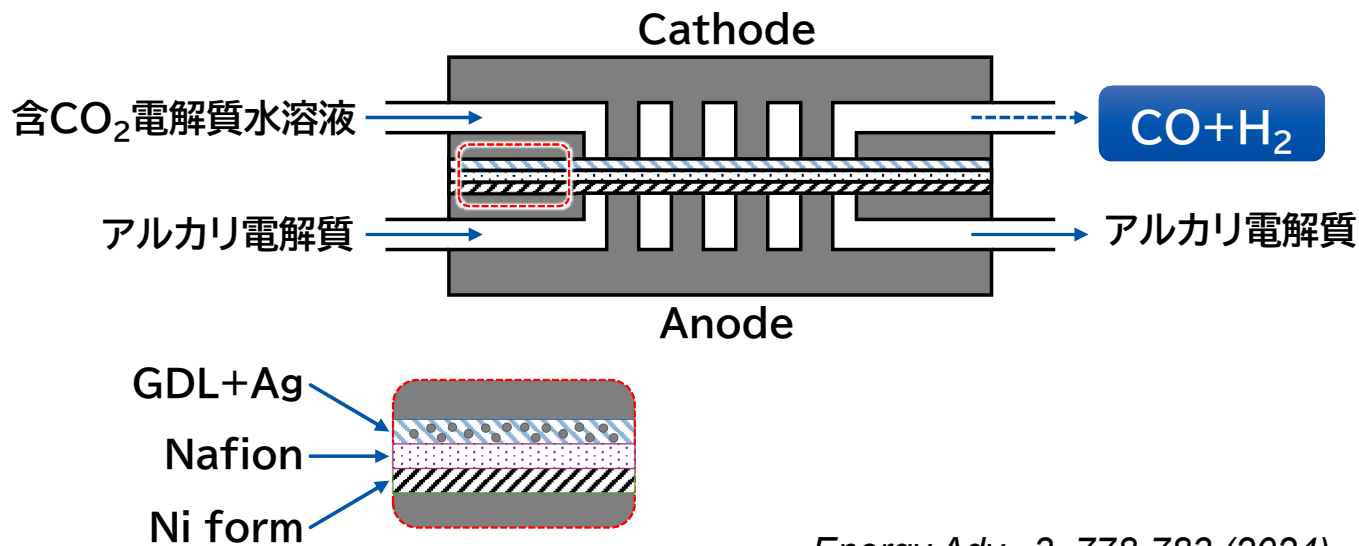 Cathode
含CO₂電解質水溶液
CO+H₂
アルカリ電解質
アルカリ電解質
Anode
GDL+Ag
Nafion
Ni form